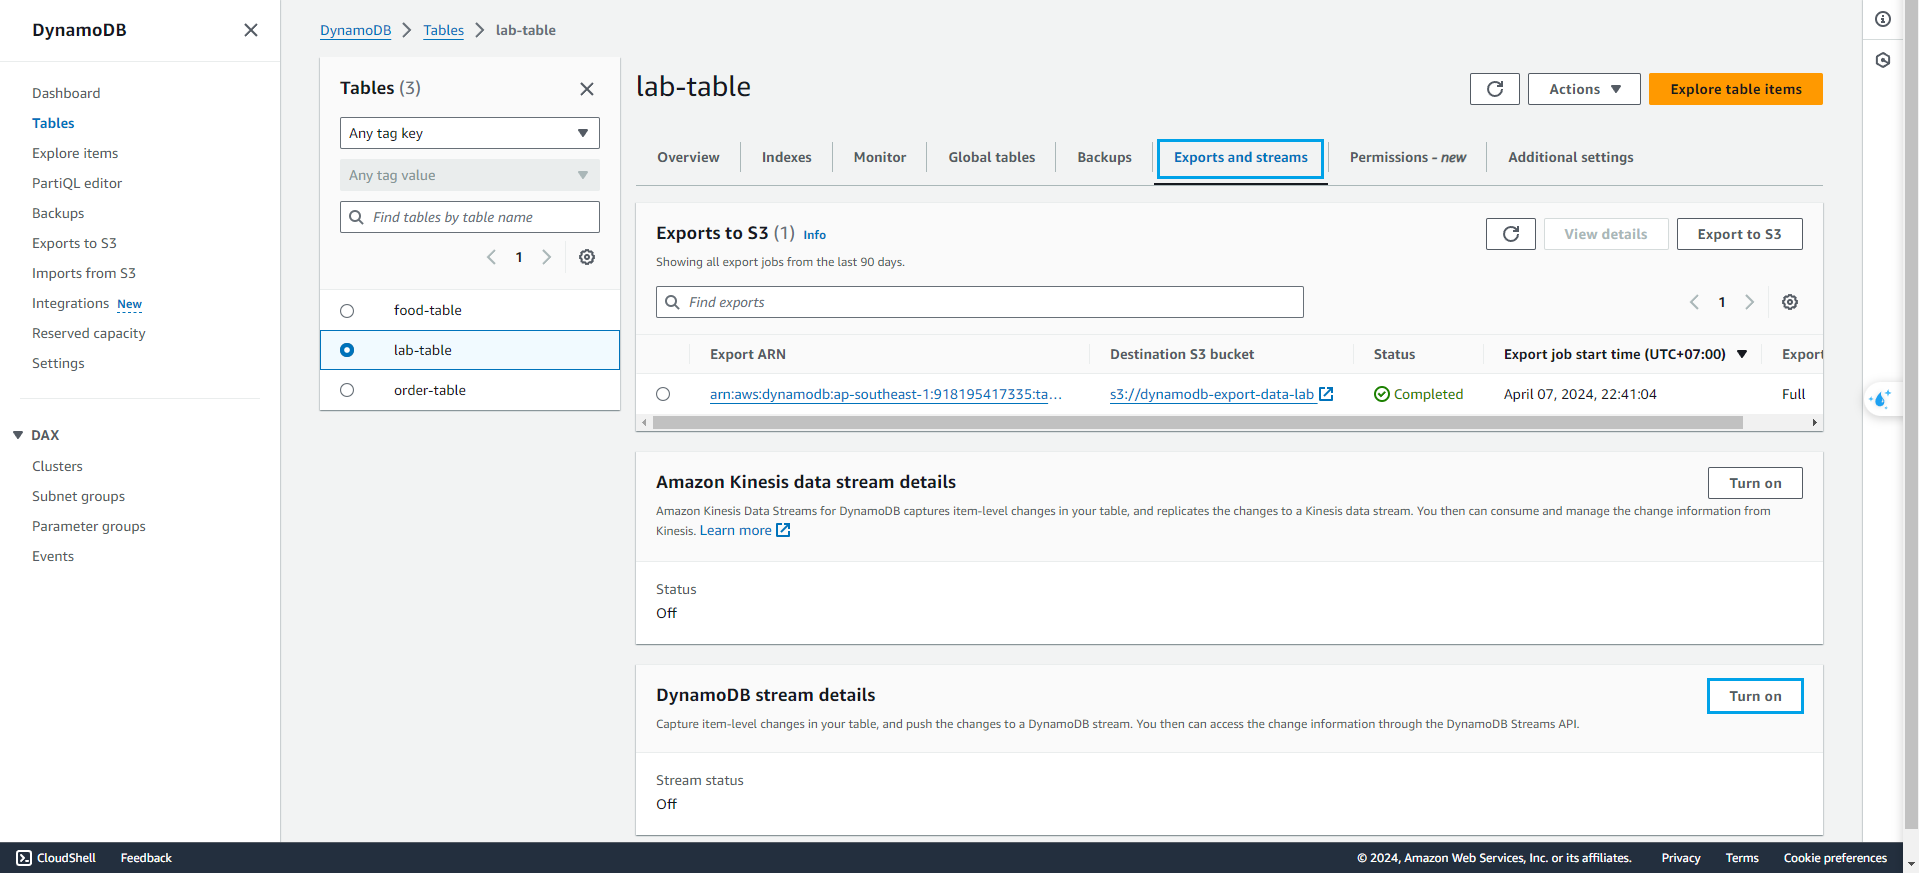 DynamoDB
Dashboard
Tables
Explore items
PartiQL editor
Backups
Exports to S3
Imports from S3
Integrations New
Reserved capacity
Settings
DAX
Clusters
Subnet groups
Parameter groups
Events
DynamoDB Tables lab-table
Tables (3)
Any tag key
Any tag value
Find tables by table name
1
food-table
lab-table
order-table
lab-table
Actions
Explore table items
Overview
Indexes
Monitor
Global tables
Backups
Exports and streams
Permissions - new
Additional settings
Exports to S3 (1) Info
View details
Export to S3
Showing all export jobs from the last 90 days.
Find exports
1
Export ARN Destination S3 bucket Status Export job start time (UTC+07:00) Export
arn:aws:dynamodb:ap-southeast-1:918195417335:ta... s3://dynamodb-export-data-lab Completed April 07, 2024, 22:41:04 Full
Amazon Kinesis data stream details
Turn on
Amazon Kinesis Data Streams for DynamoDB captures item-level changes in your table, and replicates the changes to a Kinesis data stream. You then can consume and manage the change information from
Kinesis. Learn more
Status
Off
DynamoDB stream details
Turn on
Capture item-level changes in your table, and push the changes to a DynamoDB stream. You then can access the change information through the DynamoDB Streams API.
Stream status
Off
CloudShell Feedback © 2024, Amazon Web Services, Inc. or its affiliates. Privacy Terms Cookie preferences